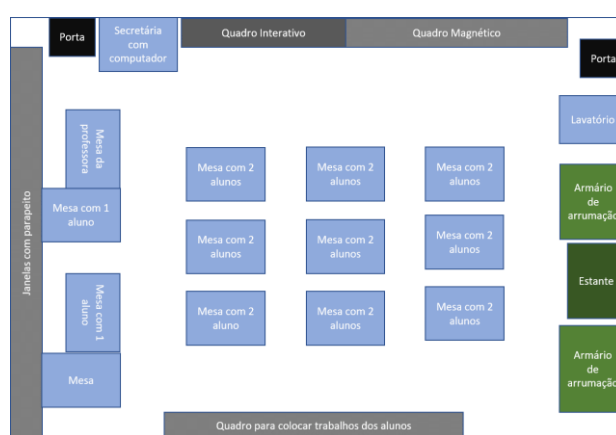 Porta
Secretária
com
computador
Quadro Interativo
Quadro Magnético
Porta
Janelas com parapeito
Mesa da
professora
Lavatório
Mesa com 2
alunos
Mesa com 2
alunos
Mesa com 2
alunos
Mesa com 1
aluno
Armário
de
arrumação
Mesa com 2
alunos
Mesa com 2
alunos
Mesa com 2
alunos
Estante
Mesa com 1
aluno
Mesa com 2
aluno
Mesa com 2
alunos
Mesa com 2
alunos
Mesa
Armário
de
arrumação
Quadro para colocar trabalhos dos alunos